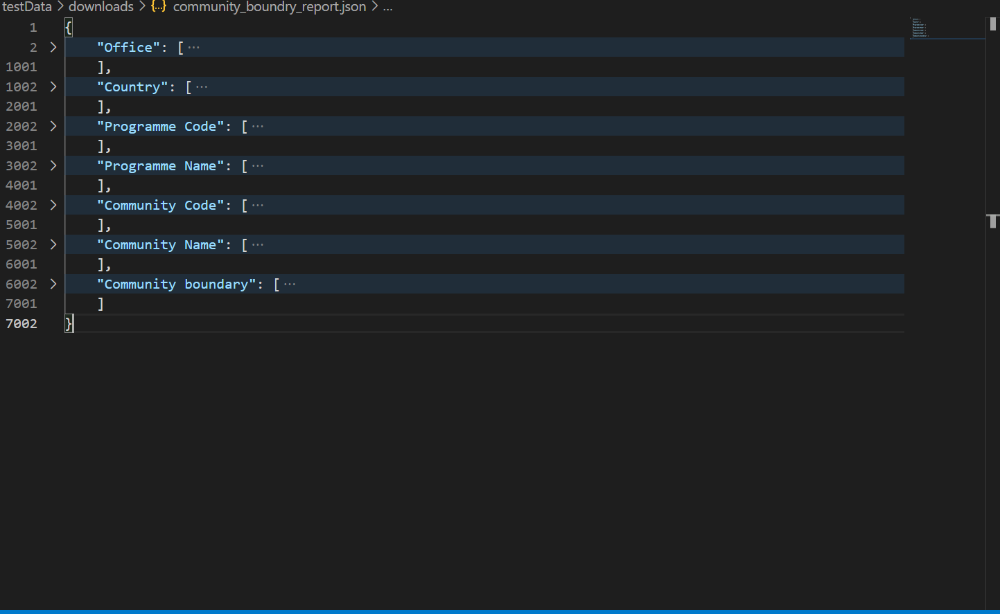 testData > downloads > {...} community_boundry_report.json > ...
1 {
2 > "Office": [ ...
1001 ],
1002 > "Country": [ ...
2001 ],
2002 > "Programme Code": [ ...
3001 ],
3002 > "Programme Name": [ ...
4001 ],
4002 > "Community Code": [ ...
5001 ],
5002 > "Community Name": [ ...
6001 ],
6002 > "Community boundary": [ ...
7001 ]
7002 }